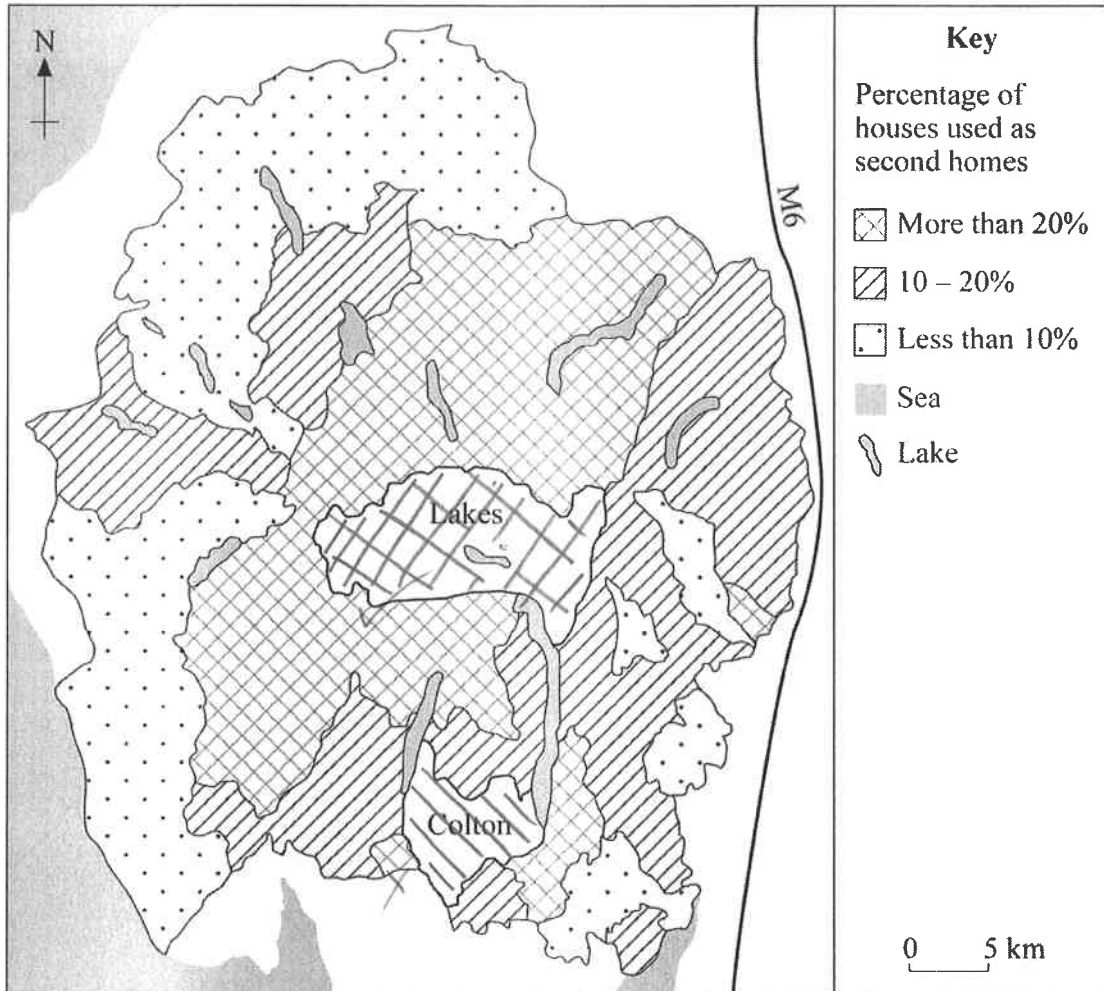 N
M6
Lakes
Colton
Key
Percentage of
houses used as
second homes
More than 20%
10 – 20%
Less than 10%
Sea
Lake
0 5 km